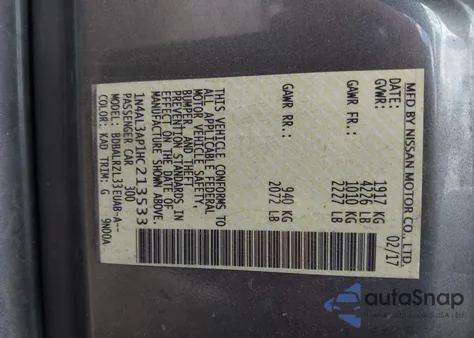 MFD BY NISSAN MOTOR CO., LTD.
GVWR: 1917 KG 02/17
4226 LB
GAWR FR: 1010 KG
2227 LB
GAWR RR: 940 KG
2072 LB
THIS VEHICLE CONFORMS TO
ALL APPLICABLE FEDERAL
MOTOR VEHICLE SAFETY,
BUMPER, AND THEFT
PREVENTION STANDARDS IN
EFFECT ON THE DATE OF
MANUFACTURE SHOWN ABOVE.
1N4AL3AP1HC213533
PASSENGER CAR 300
MODEL: BDBALRZL33EUAB-A-- 9N00A
COLOR: KAD TRIM: G
autoSnap